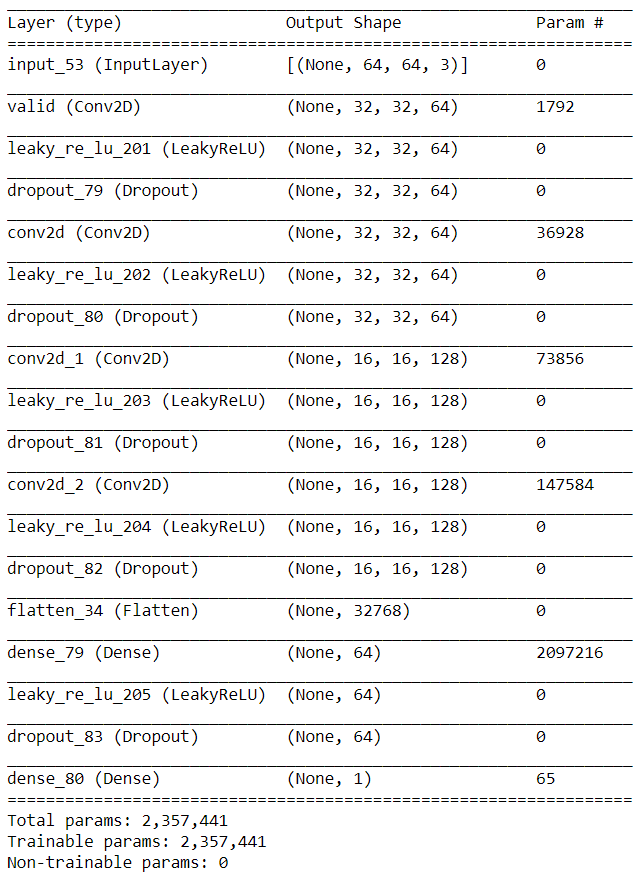 Layer (type) Output Shape Param #
input_53 (InputLayer) [(None, 64, 64, 3)] 0
valid (Conv2D) (None, 32, 32, 64) 1792
leaky_re_lu_201 (LeakyReLU) (None, 32, 32, 64) 0
dropout_79 (Dropout) (None, 32, 32, 64) 0
conv2d (Conv2D) (None, 32, 32, 64) 36928
leaky_re_lu_202 (LeakyReLU) (None, 32, 32, 64) 0
dropout_80 (Dropout) (None, 32, 32, 64) 0
conv2d_1 (Conv2D) (None, 16, 16, 128) 73856
leaky_re_lu_203 (LeakyReLU) (None, 16, 16, 128) 0
dropout_81 (Dropout) (None, 16, 16, 128) 0
conv2d_2 (Conv2D) (None, 16, 16, 128) 147584
leaky_re_lu_204 (LeakyReLU) (None, 16, 16, 128) 0
dropout_82 (Dropout) (None, 16, 16, 128) 0
flatten_34 (Flatten) (None, 32768) 0
dense_79 (Dense) (None, 64) 2097216
leaky_re_lu_205 (LeakyReLU) (None, 64) 0
dropout_83 (Dropout) (None, 64) 0
dense_80 (Dense) (None, 1) 65
Total params: 2,357,441
Trainable params: 2,357,441
Non-trainable params: 0